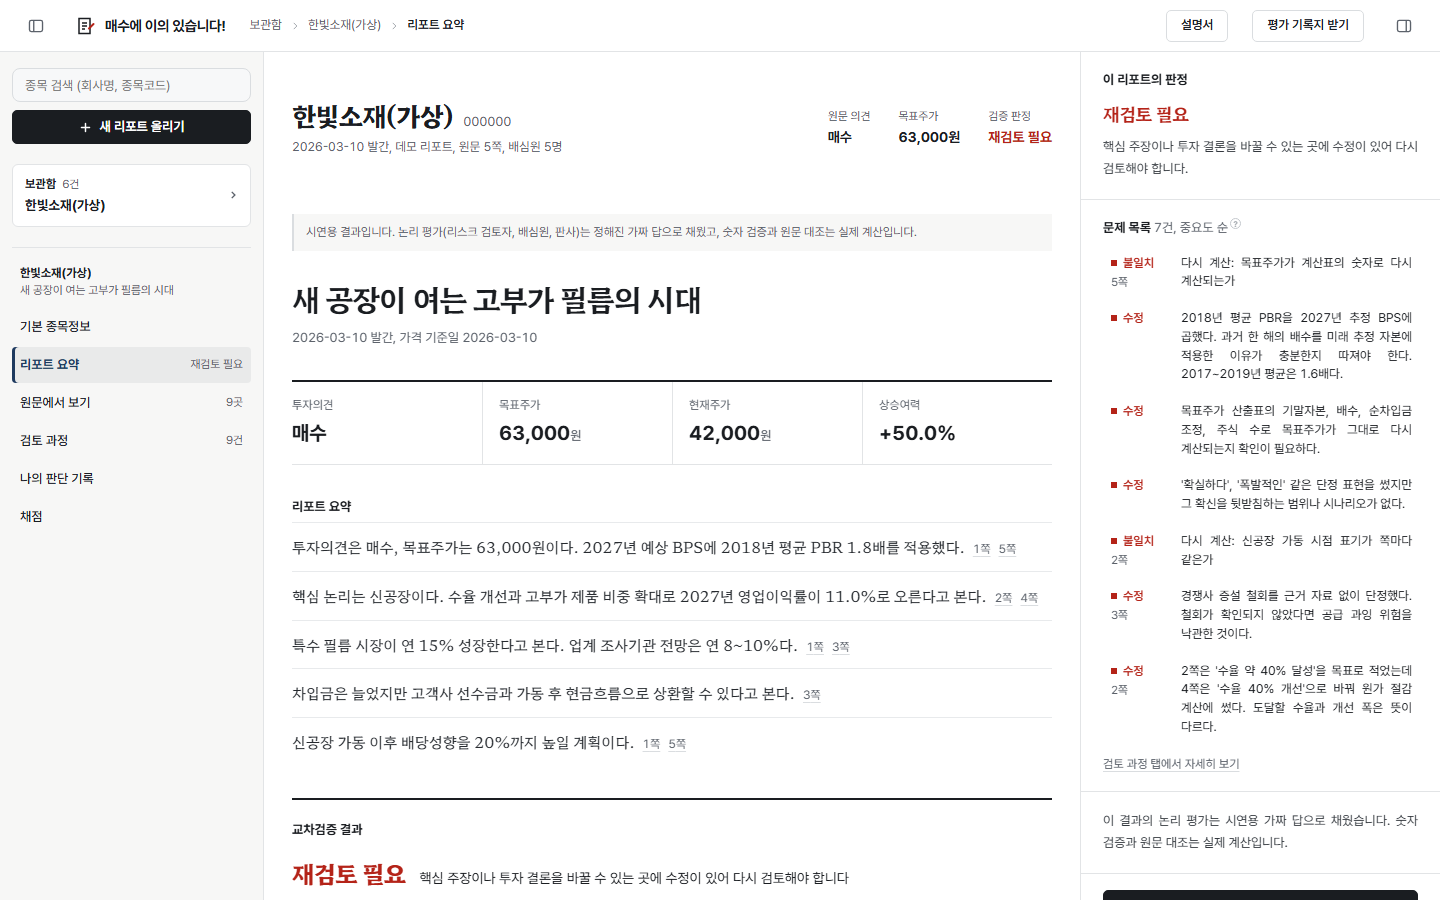 매수에 이의 있습니다!
보관함 > 한빛소재(가상) > 리포트 요약
설명서
평가 기록지 받기
종목 검색 (회사명, 종목코드)
+ 새 리포트 올리기
보관함 6건
한빛소재(가상)
한빛소재(가상)
새 공장이 여는 고부가 필름의 시대
기본 종목정보
리포트 요약 재검토 필요
원문에서 보기 9곳
검토 과정 9건
나의 판단 기록
채점
한빛소재(가상) 000000
2026-03-10 발간, 데모 리포트, 원문 5쪽, 배심원 5명
원문 의견 목표주가 검증 판정
매수 63,000원 재검토 필요
시연용 결과입니다. 논리 평가(리스크 검토자, 배심원, 판사)는 정해진 가짜 답으로 채웠고, 숫자 검증과 원문 대조는 실제 계산입니다.
새 공장이 여는 고부가 필름의 시대
2026-03-10 발간, 가격 기준일 2026-03-10
투자의견 목표주가 현재주가 상승여력
매수 63,000원 42,000원 +50.0%
리포트 요약
투자의견은 매수, 목표주가는 63,000원이다. 2027년 예상 BPS에 2018년 평균 PBR 1.8배를 적용했다. 1쪽 5쪽
핵심 논리는 신공장이다. 수율 개선과 고부가 제품 비중 확대로 2027년 영업이익률이 11.0%로 오른다고 본다. 2쪽 4쪽
특수 필름 시장이 연 15% 성장한다고 본다. 업계 조사기관 전망은 연 8~10%다. 1쪽 3쪽
차입금은 늘었지만 고객사 선수금과 가동 후 현금흐름으로 상환할 수 있다고 본다. 3쪽
신공장 가동 이후 배당성향을 20%까지 높일 계획이다. 1쪽 5쪽
교차검증 결과
재검토 필요 핵심 주장이나 투자 결론을 바꿀 수 있는 곳에 수정이 있어 다시 검토해야 합니다
이 리포트의 판정
재검토 필요
핵심 주장이나 투자 결론을 바꿀 수 있는 곳에 수정이 있어 다시
검토해야 합니다.
문제 목록 7건, 중요도 순 ?
불일치 다시 계산: 목표주가가 계산표의 숫자로 다시
5쪽 계산되는가
수정 2018년 평균 PBR을 2027년 추정 BPS에
곱했다. 과거 한 해의 배수를 미래 추정 자본에
적용한 이유가 충분한지 따져야 한다.
2017~2019년 평균은 1.6배다.
수정 목표주가 산출표의 기말자본, 배수, 순차입금
조정, 주식 수로 목표주가가 그대로 다시
계산되는지 확인이 필요하다.
수정 '확실하다', '폭발적인' 같은 단정 표현을 썼지만
그 확신을 뒷받침하는 범위나 시나리오가 없다.
불일치 다시 계산: 신공장 가동 시점 표기가 쪽마다
2쪽 같은가
수정 경쟁사 증설 철회를 근거 자료 없이 단정했다.
3쪽 철회가 확인되지 않았다면 공급 과잉 위험을
낙관한 것이다.
수정 2쪽은 '수율 약 40% 달성'을 목표로 적었는데
2쪽 4쪽은 '수율 40% 개선'으로 바꿔 원가 절감
계산에 썼다. 도달할 수율과 개선 폭은 뜻이
다르다.
검토 과정 탭에서 자세히 보기
이 결과의 논리 평가는 시연용 가짜 답으로 채웠습니다. 숫자
검증과 원문 대조는 실제 계산입니다.